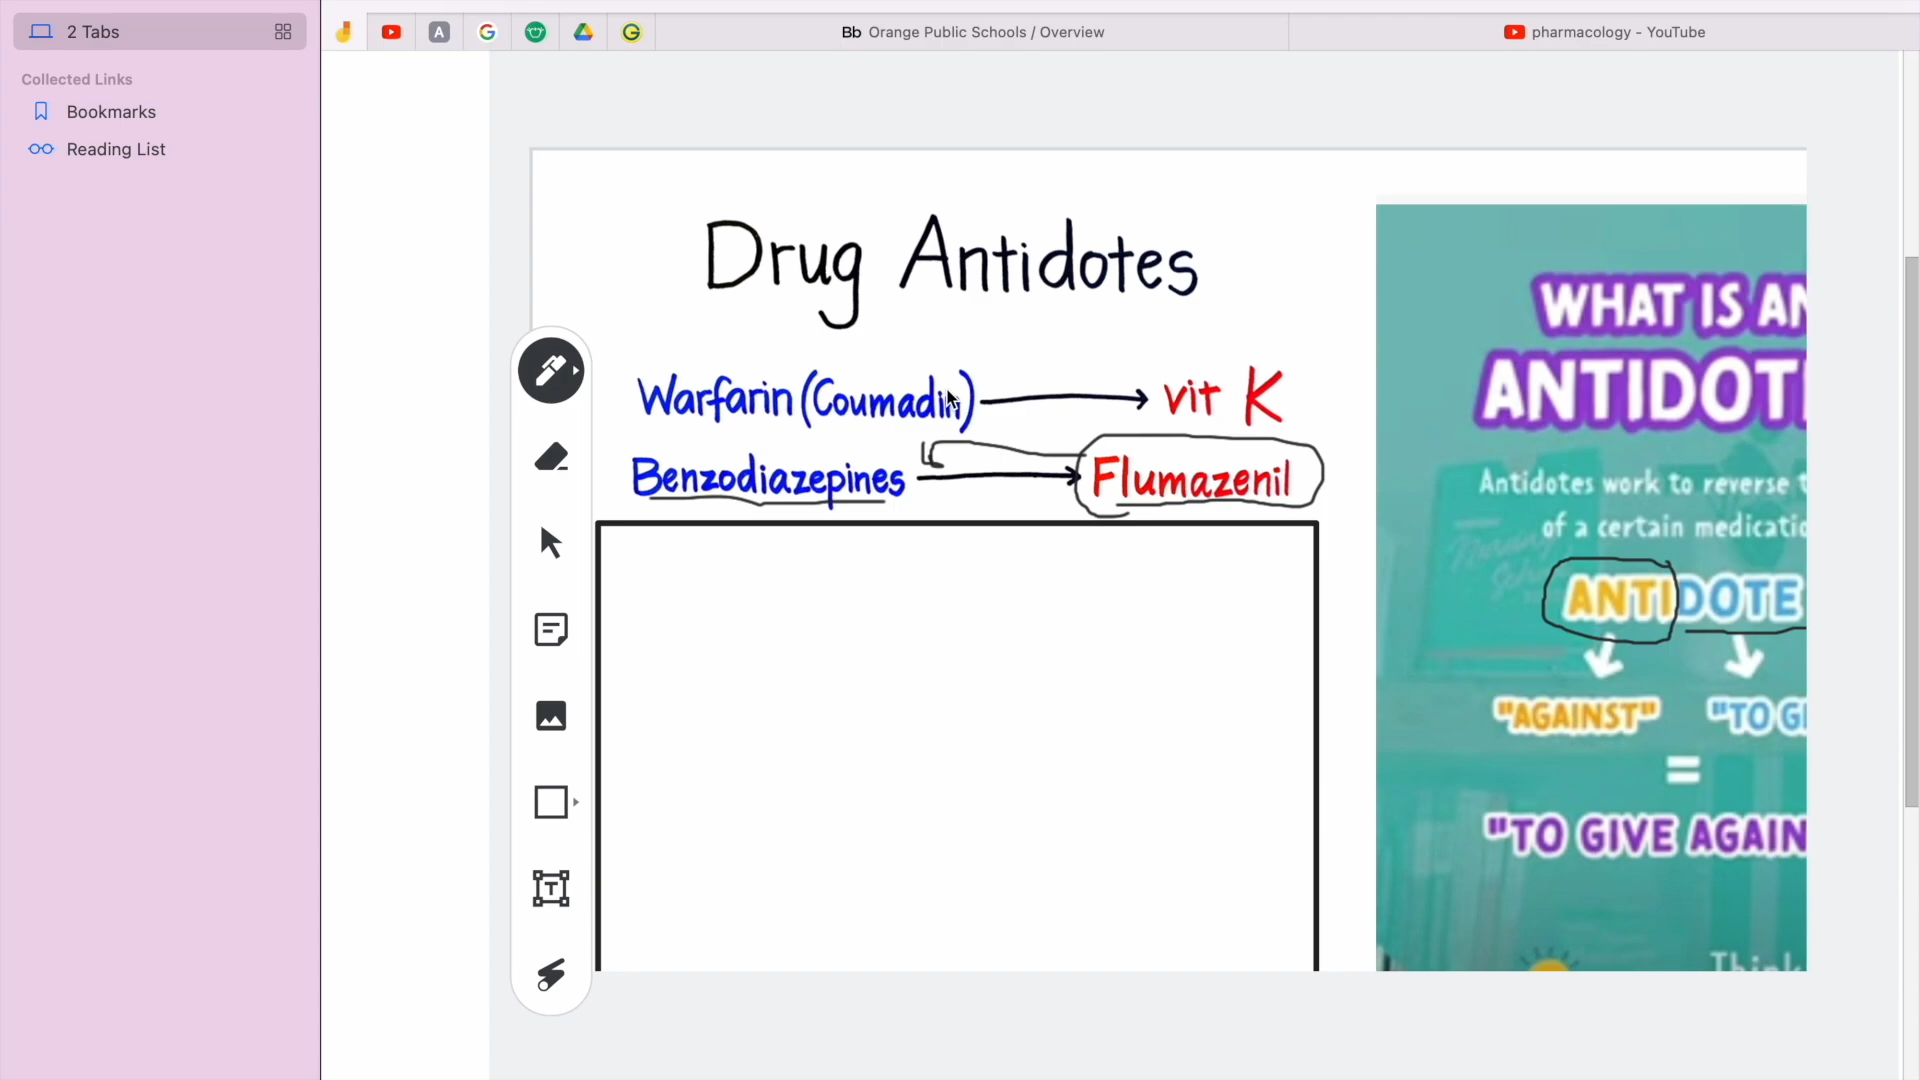 2 Tabs
Collected Links
Bookmarks
Reading List
A
G
G
Bb Orange Public Schools / Overview
pharmacology - YouTube
Drug Antidotes
Warfarin (Coumadin) vit K
Benzodiazepines Flumazenil
T
WHAT IS AN
ANTIDOT
Antidotes work to reverse t
of a certain medicatio
ANTIDOTE
"AGAINST" "TO GI
=
"TO GIVE AGAIN
Think